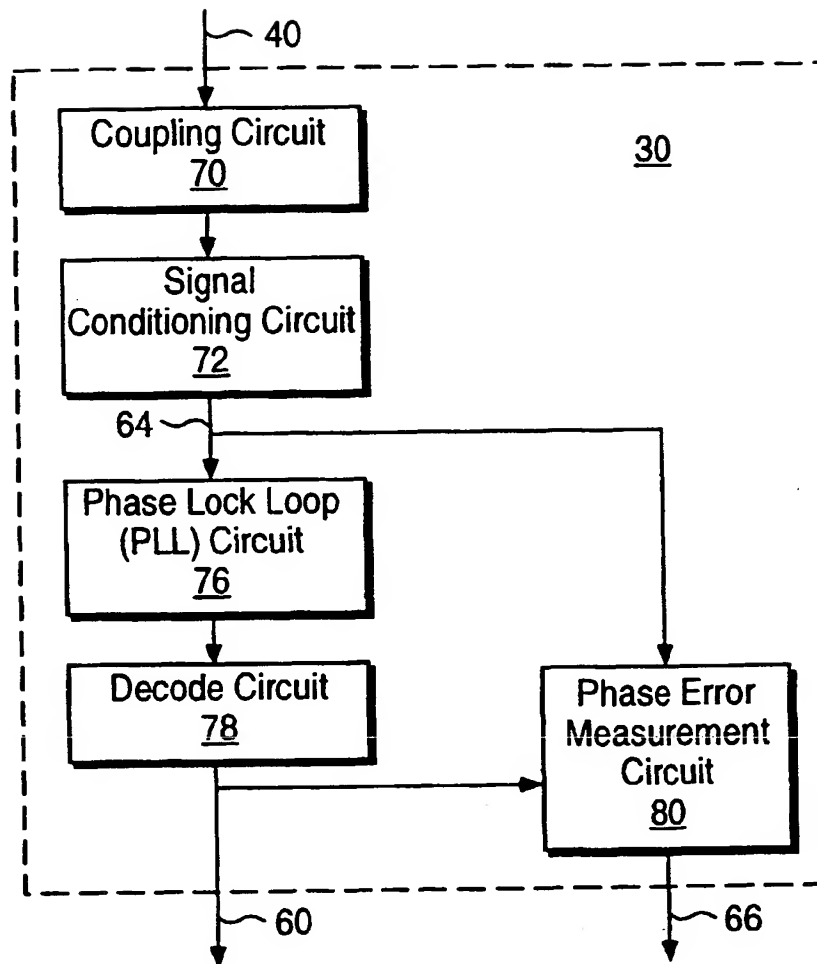 40
Coupling Circuit
70
30
Signal
Conditioning Circuit
72
64
Phase Lock Loop
(PLL) Circuit
76
Decode Circuit
78
Phase Error
Measurement
Circuit
80
60
66